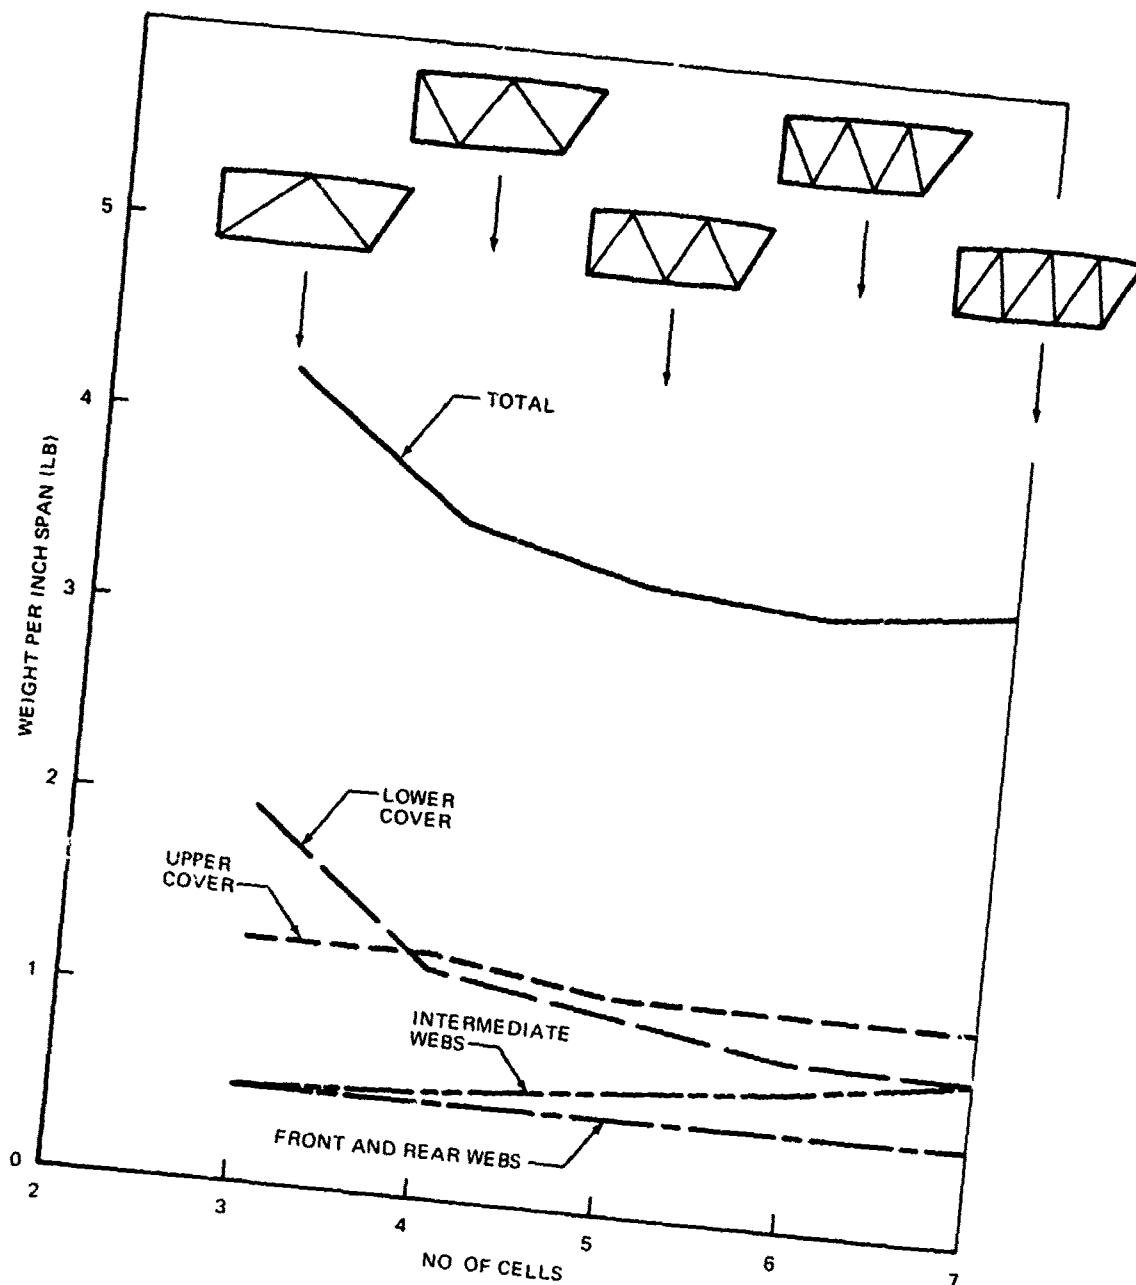 5
4
TOTAL
WEIGHT PER INCH SPAN (LB)
3
2
LOWER
COVER
UPPER
COVER
1
INTERMEDIATE
WEBS
FRONT AND REAR WEBS
0
2
3
4
5
6
7
NO OF CELLS